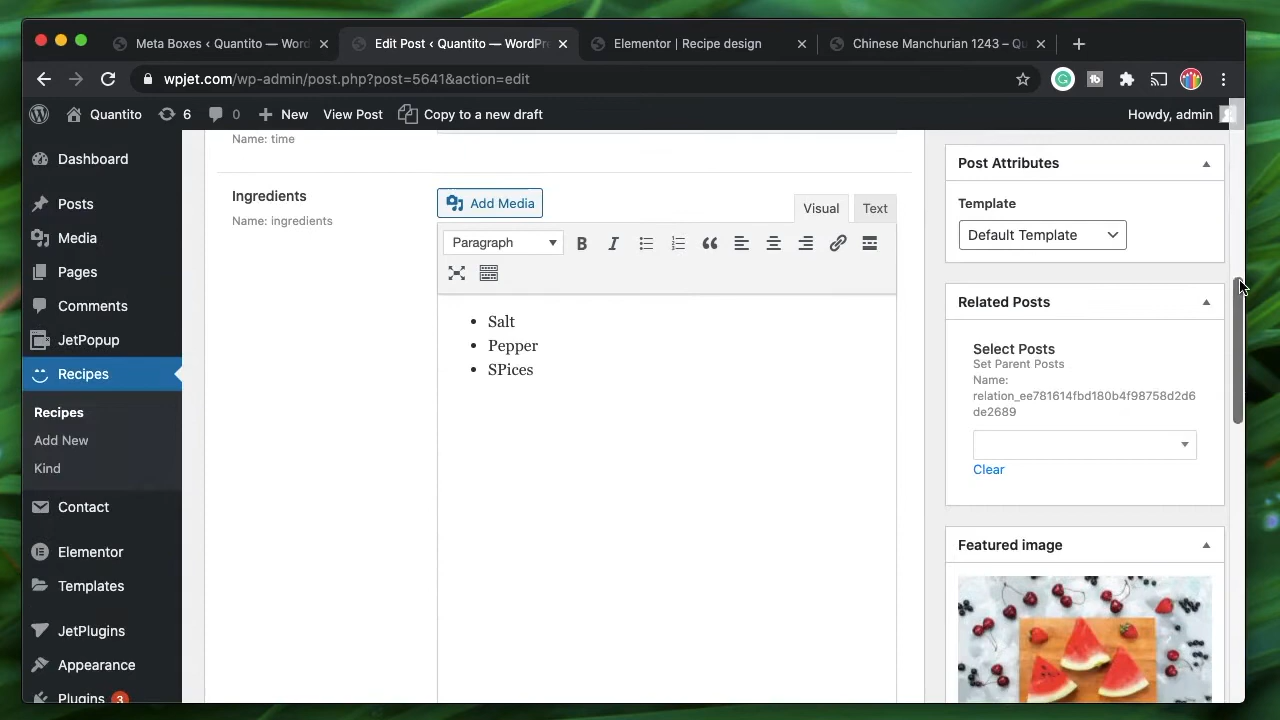 Meta Boxes ‹ Quantito — Word
Edit Post ‹ Quantito — WordPr
Elementor | Recipe design
Chinese Manchurian 1243 – Qu
wpjet.com/wp-admin/post.php?post=5641&action=edit
Quantito
6
0
New
View Post
Copy to a new draft
Howdy, admin
Dashboard
Posts
Media
Pages
Comments
JetPopup
Recipes
Recipes
Add New
Kind
Contact
Elementor
Templates
JetPlugins
Appearance
Plugins 3
Name: time
Ingredients
Name: ingredients
Add Media
Visual
Text
Paragraph
B
I
Salt
Pepper
SPices
Post Attributes
Template
Default Template
Related Posts
Select Posts
Set Parent Posts
Name:
relation_ee781614fbd180b4f98758d2d6
de2689
Clear
Featured image